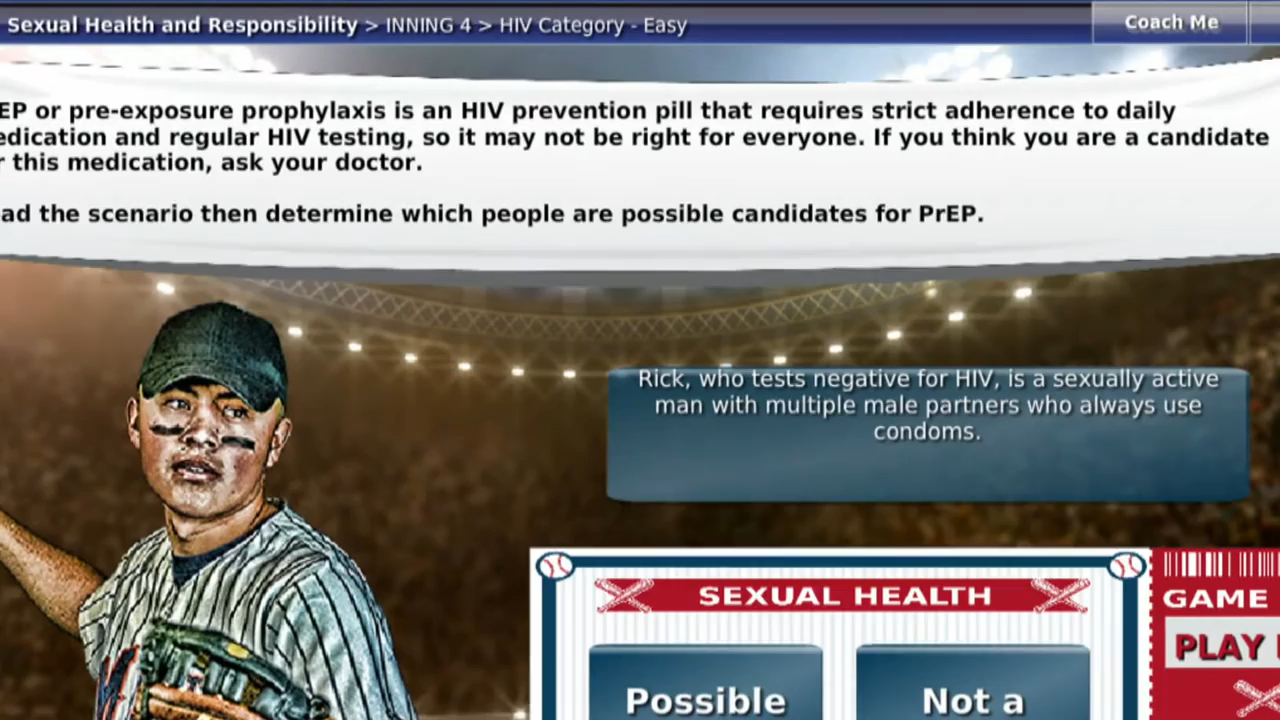 Sexual Health and Responsibility > INNING 4 > HIV Category - Easy
Coach Me
EP or pre-exposure prophylaxis is an HIV prevention pill that requires strict adherence to daily
edication and regular HIV testing, so it may not be right for everyone. If you think you are a candidate
r this medication, ask your doctor.
ad the scenario then determine which people are possible candidates for PrEP.
Rick, who tests negative for HIV, is a sexually active
man with multiple male partners who always use
condoms.
SEXUAL HEALTH
GAME
PLAY
Possible
Not a